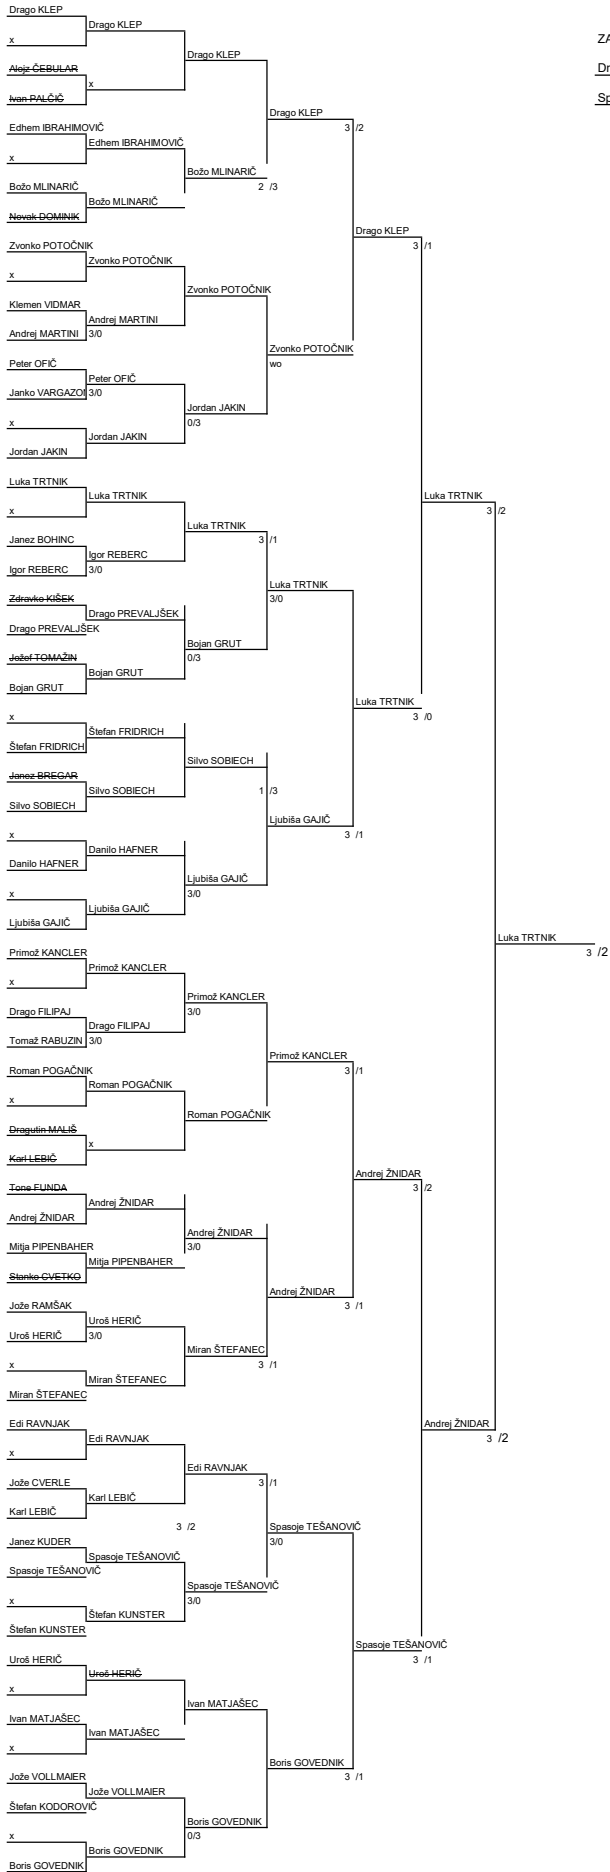 Drago KLEP
x
Alojz ČEBULAR
Ivan PALČIČ
Edhem IBRAHIMOVIČ
x
Božo MLINARIČ
Novak DOMINIK
Zvonko POTOČNIK
x
Klemen VIDMAR
Andrej MARTINI
Peter OFIČ
Janko VARGAZOI
x
Jordan JAKIN
Luka TRTNIK
x
Janez BOHINC
Igor REBERC
Zdravko KIŠEK
Drago PREVALJŠEK
Jožef TOMAŽIN
Bojan GRUT
x
Štefan FRIDRICH
Janez BREGAR
Silvo SOBIECH
x
Danilo HAFNER
x
Ljubiša GAJIČ
Primož KANCLER
x
Drago FILIPAJ
Tomaž RABUZIN
Roman POGAČNIK
x
Dragutin MALIŠ
Karl LEBIČ
Tone FUNDA
Andrej ŽNIDAR
Mitja PIPENBAHER
Stanko CVETKO
Jože RAMŠAK
Uroš HERIČ
x
Miran ŠTEFANEC
Edi RAVNJAK
x
Jože CVERLE
Karl LEBIČ
Janez KUDER
Spasoje TEŠANOVIČ
x
Štefan KUNSTER
Uroš HERIČ
x
Ivan MATJAŠEC
x
Jože VOLLMAIER
Štefan KODOROVIČ
x
Boris GOVEDNIK
Drago KLEP
x
Edhem IBRAHIMOVIČ
Božo MLINARIČ
Zvonko POTOČNIK
Andrej MARTINI
3/0
Peter OFIČ
3/0
Jordan JAKIN
Luka TRTNIK
Igor REBERC
3/0
Drago PREVALJŠEK
Bojan GRUT
Štefan FRIDRICH
Silvo SOBIECH
Danilo HAFNER
Ljubiša GAJIČ
Primož KANCLER
Drago FILIPAJ
3/0
Roman POGAČNIK
x
Andrej ŽNIDAR
Mitja PIPENBAHER
Uroš HERIČ
3/0
Miran ŠTEFANEC
Edi RAVNJAK
Karl LEBIČ
3 /2
Spasoje TEŠANOVIČ
Štefan KUNSTER
Uroš HERIČ
Ivan MATJAŠEC
Jože VOLLMAIER
Boris GOVEDNIK
Drago KLEP
Božo MLINARIČ
2 /3
Zvonko POTOČNIK
Jordan JAKIN
0/3
Luka TRTNIK
3 /1
Bojan GRUT
0/3
Silvo SOBIECH
1 /3
Ljubiša GAJIČ
3/0
Primož KANCLER
3/0
Roman POGAČNIK
Andrej ŽNIDAR
3/0
Miran ŠTEFANEC
3 /1
Edi RAVNJAK
3 /1
Spasoje TEŠANOVIČ
3/0
Ivan MATJAŠEC
Boris GOVEDNIK
0/3
Drago KLEP
3 /2
Zvonko POTOČNIK
wo
Luka TRTNIK
3/0
Ljubiša GAJIČ
3 /1
Primož KANCLER
3 /1
Andrej ŽNIDAR
3 /1
Spasoje TEŠANOVIČ
3/0
Boris GOVEDNIK
3 /1
Drago KLEP
3 /1
Luka TRTNIK
3 /0
Andrej ŽNIDAR
3 /2
Spasoje TEŠANOVIČ
3 /1
Luka TRTNIK
3 /2
Andrej ŽNIDAR
3 /2
Luka TRTNIK
3 /2
ZA
Dr
Sp